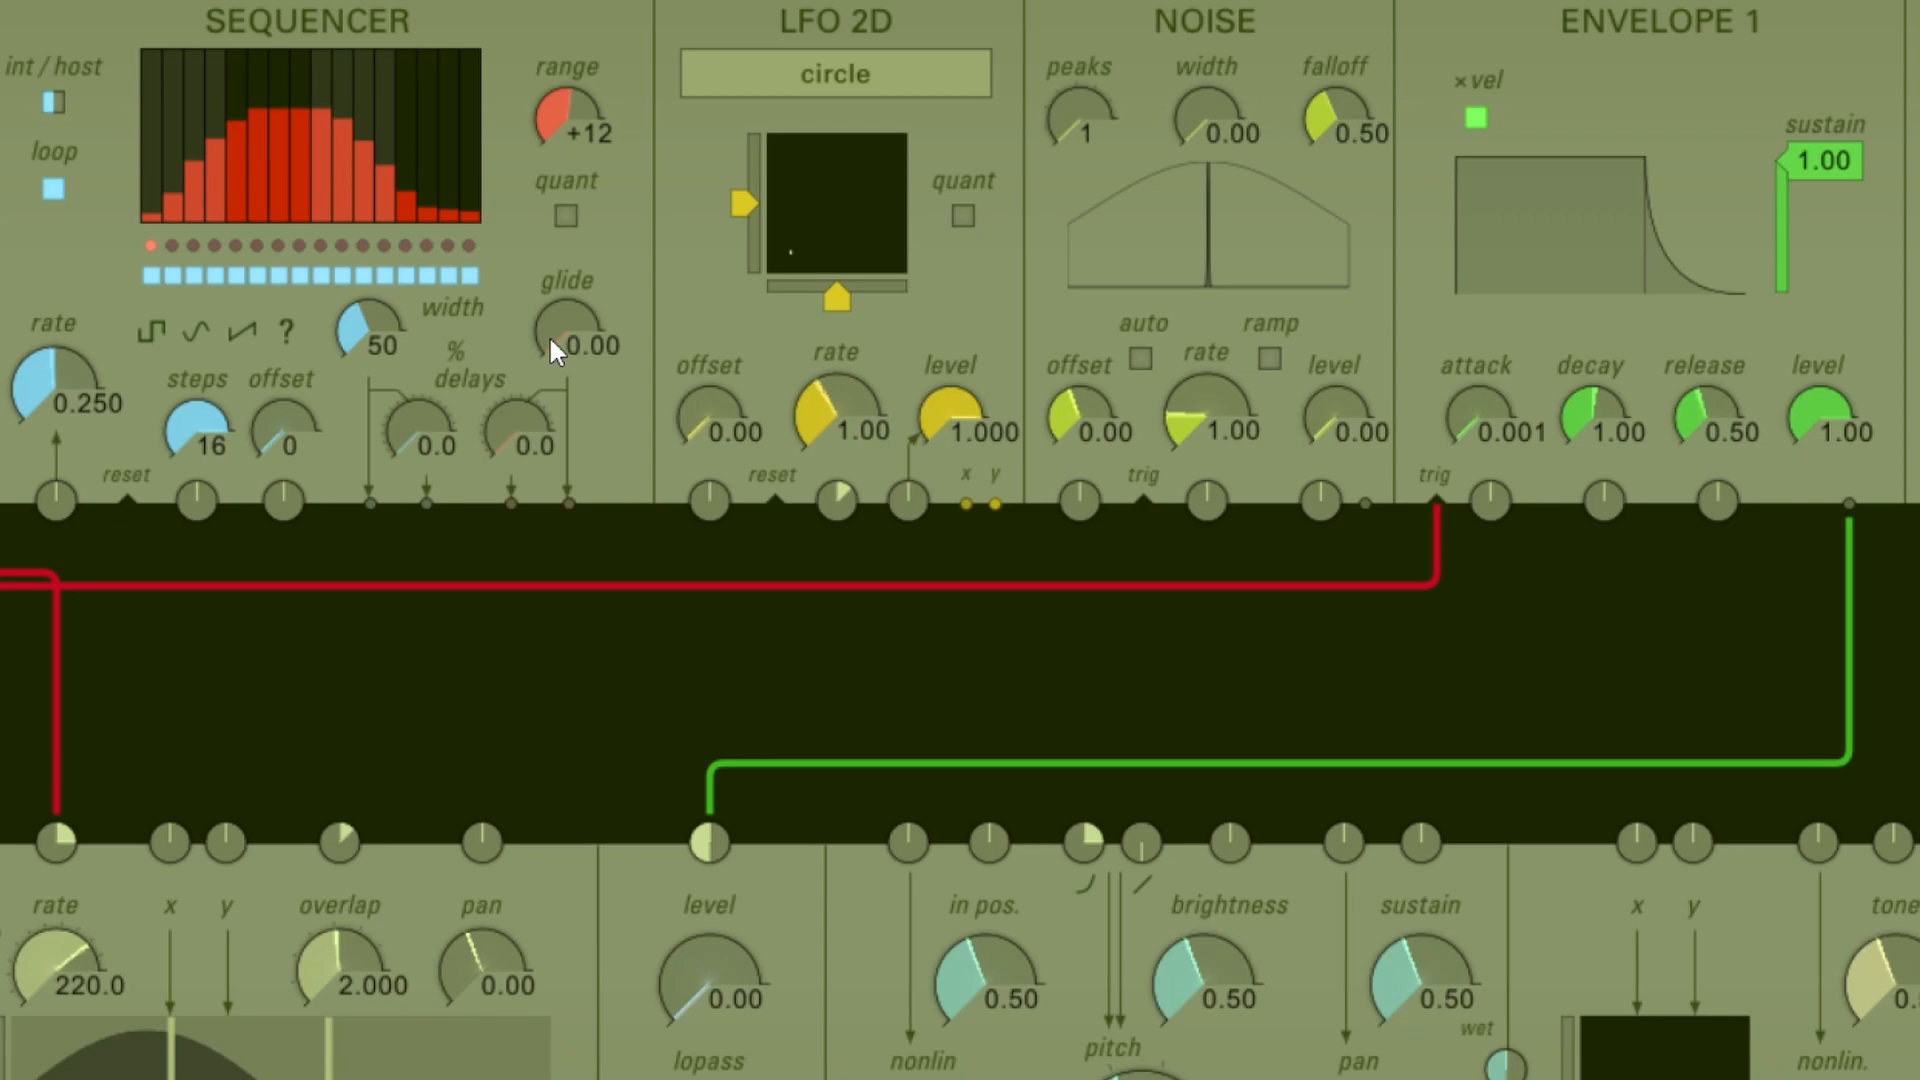 SEQUENCER
int / host
loop
range
+12
quant
glide
0.00
rate
0.250
?
50
width
%
delays
steps
16
offset
0
0.0
0.0
reset
LFO 2D
circle
quant
offset
0.00
rate
1.00
level
1.000
reset
x y
NOISE
peaks
1
width
0.00
falloff
0.50
auto
ramp
offset
0.00
rate
1.00
level
0.00
trig
ENVELOPE 1
× vel
sustain
1.00
attack
0.001
decay
1.00
release
0.50
level
1.00
trig
rate
220.0
x
y
overlap
2.000
pan
0.00
level
0.00
lopass
in pos.
0.50
nonlin
pitch
brightness
0.50
sustain
0.50
pan
wet
x
y
tone
nonlin.